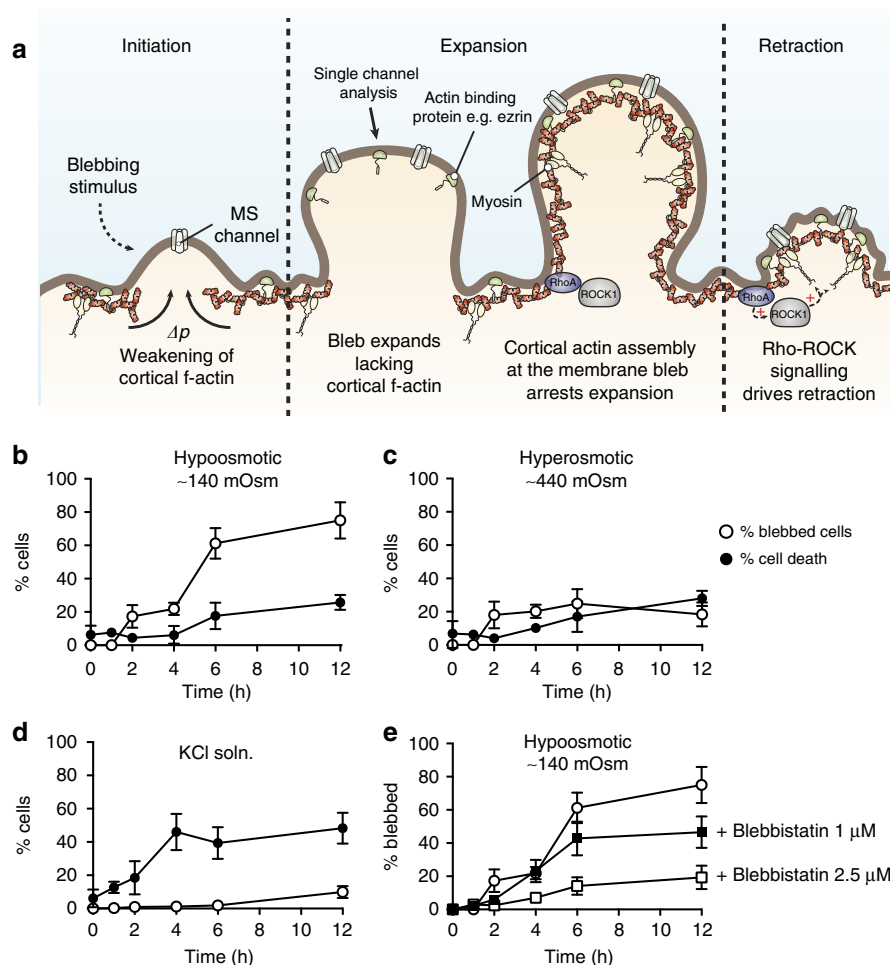 a
Initiation
Expansion
Retraction
Single channel
analysis
Actin binding
protein e.g. ezrin
Blebbing
stimulus
MS
channel
Myosin
RhoA
ROCK1
RhoA
+
+
ROCK1
Δp
Weakening of
cortical f-actin
Bleb expands
lacking
cortical f-actin
Cortical actin assembly
at the membrane bleb
arrests expansion
Rho-ROCK
signalling
drives retraction
b
Hypoosmotic
~140 mOsm
% cells
100
80
60
40
20
0
0 2 4 6 8 10 12
Time (h)
c
Hyperosmotic
~440 mOsm
% cells
100
80
60
40
20
0
0 2 4 6 8 10 12
Time (h)
% blebbed cells
% cell death
d
KCl soln.
% cells
100
80
60
40
20
0
0 2 4 6 8 10 12
Time (h)
e
Hypoosmotic
~140 mOsm
% blebbed
100
80
60
40
20
0
0 2 4 6 8 10 12
Time (h)
+ Blebbistatin 1 μM
+ Blebbistatin 2.5 μM